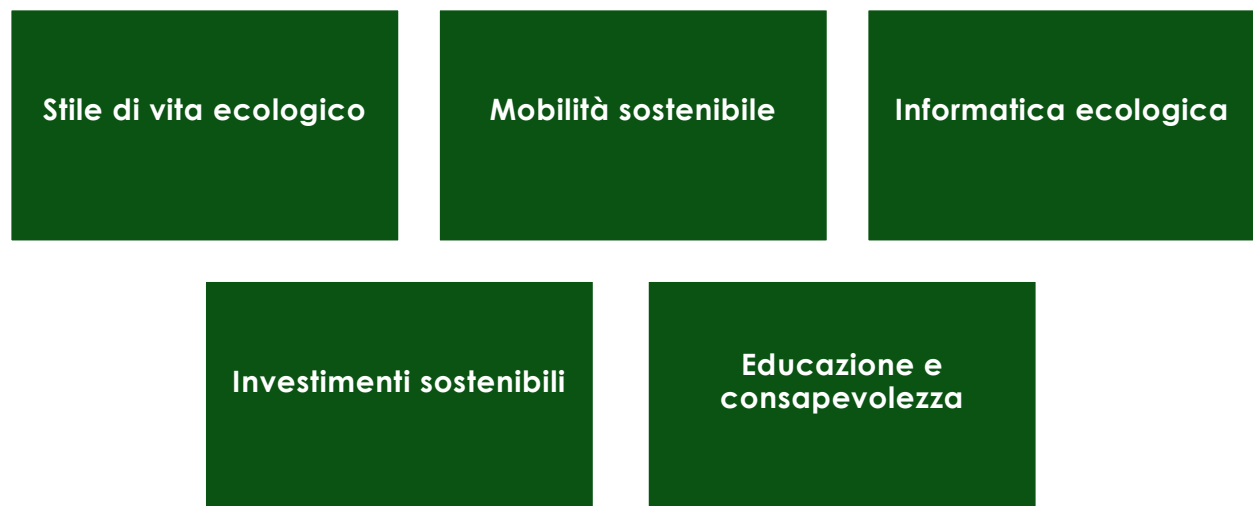 Stile di vita ecologico
Mobilità sostenibile
Informatica ecologica
Investimenti sostenibili
Educazione e
consapevolezza